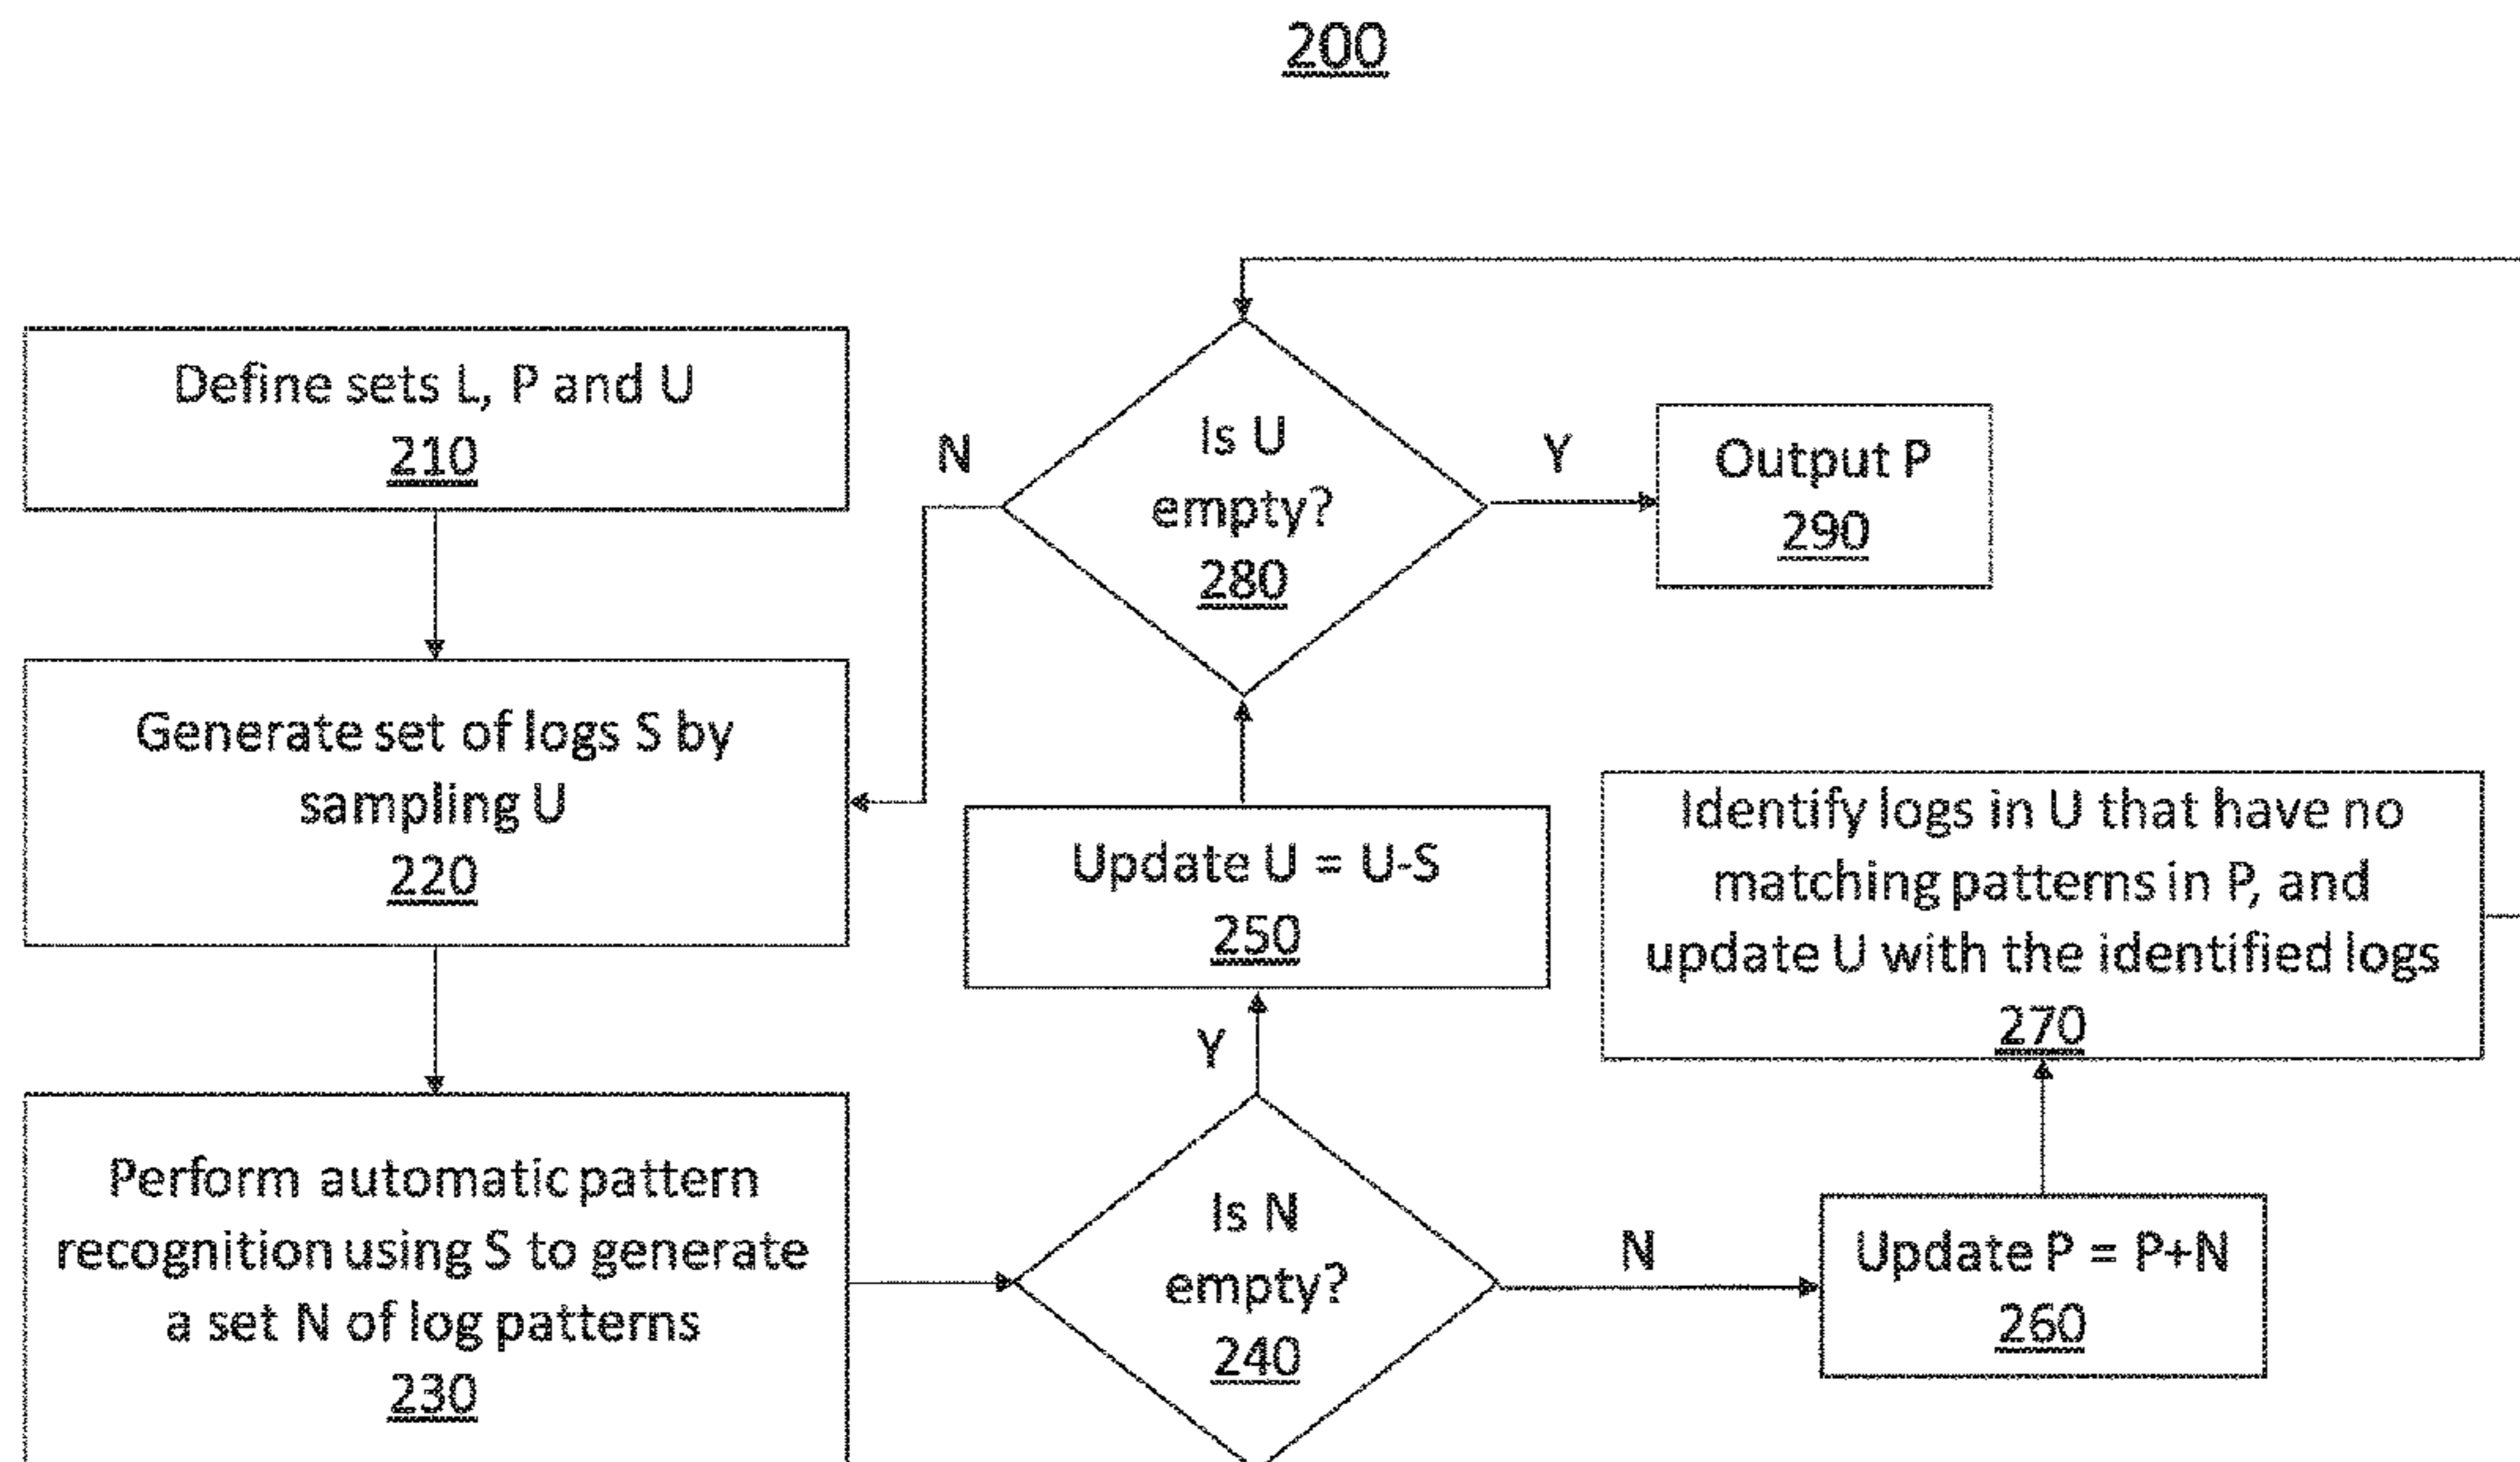 200
Define sets L, P and U
210
Generate set of logs S by
sampling U
220
Perform automatic pattern
recognition using S to generate
a set N of log patterns
230
Is N
empty?
240
Y
N
Update U = U-S
250
Update P = P+N
260
Identify logs in U that have no
matching patterns in P, and
update U with the identified logs
270
Is U
empty?
280
N
Y
Output P
290